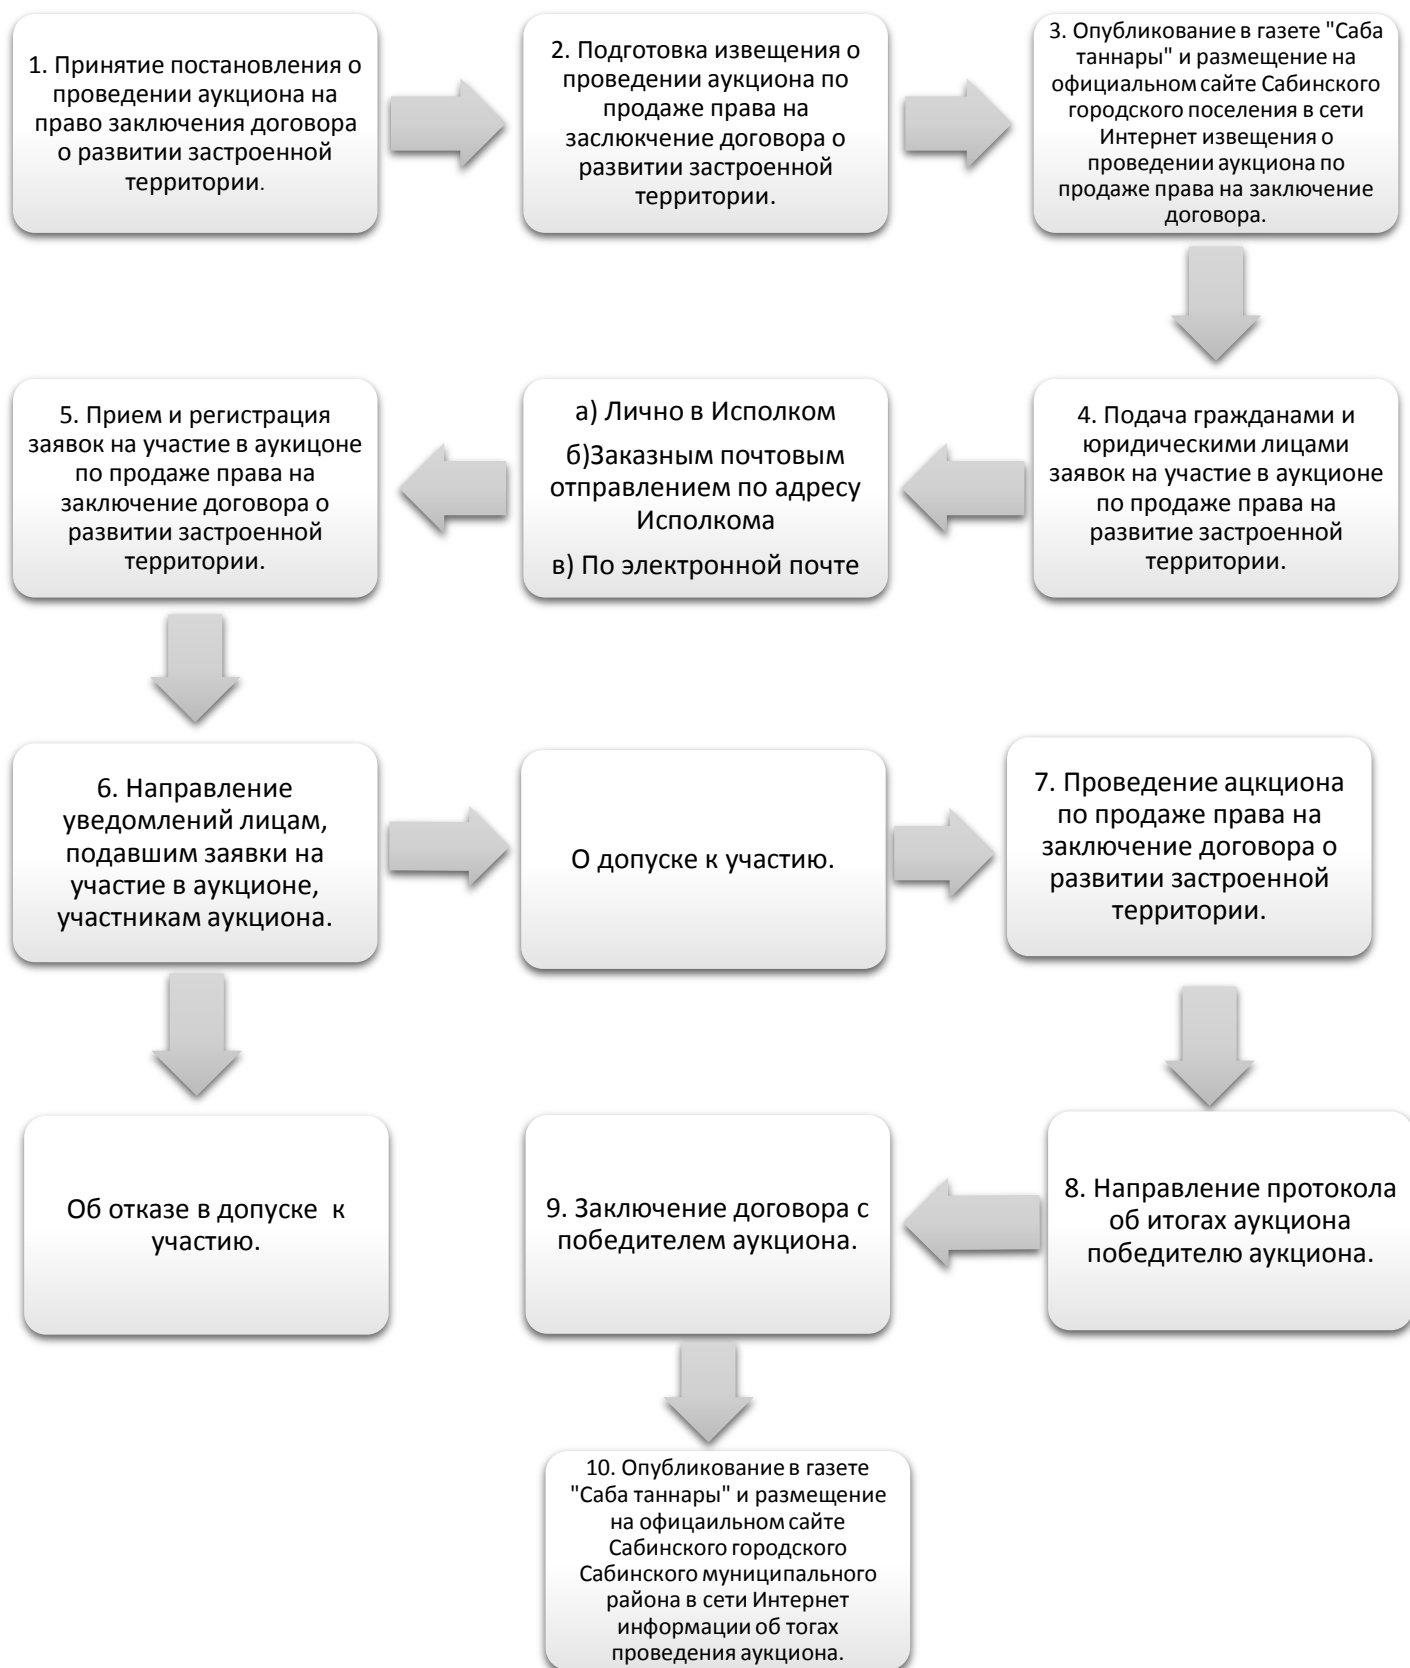 1. Принятие постановления о
проведении аукциона на
право заключения договора
о развитии застроенной
территории.
2. Подготовка извещения о
проведении аукциона по
продаже права на
заслюкчение договора о
развитии застроенной
территории.
3. Опубликование в газете "Саба
таннары" и размещение на
официальном сайте Сабинского
городского поселения в сети
Интернет извещения о
проведении аукциона по
продаже права на заключение
договора.
4. Подача гражданами и
юридическими лицами
заявок на участие в аукционе
по продаже права на
развитие застроенной
территории.
а) Лично в Исполком
б)Заказным почтовым
отправлением по адресу
Исполкома
в) По электронной почте
5. Прием и регистрация
заявок на участие в аукицоне
по продаже права на
заключение договора о
развитии застроенной
территории.
6. Направление
уведомлений лицам,
подавшим заявки на
участие в аукционе,
участникам аукциона.
О допуске к участию.
7. Проведение ацкциона
по продаже права на
заключение договора о
развитии застроенной
территории.
Об отказе в допуске к
участию.
8. Направление протокола
об итогах аукциона
победителю аукциона.
9. Заключение договора с
победителем аукциона.
10. Опубликование в газете
"Саба таннары" и размещение
на офицаильном сайте
Сабинского городского
Сабинского муниципального
района в сети Интернет
информации об тогах
проведения аукциона.